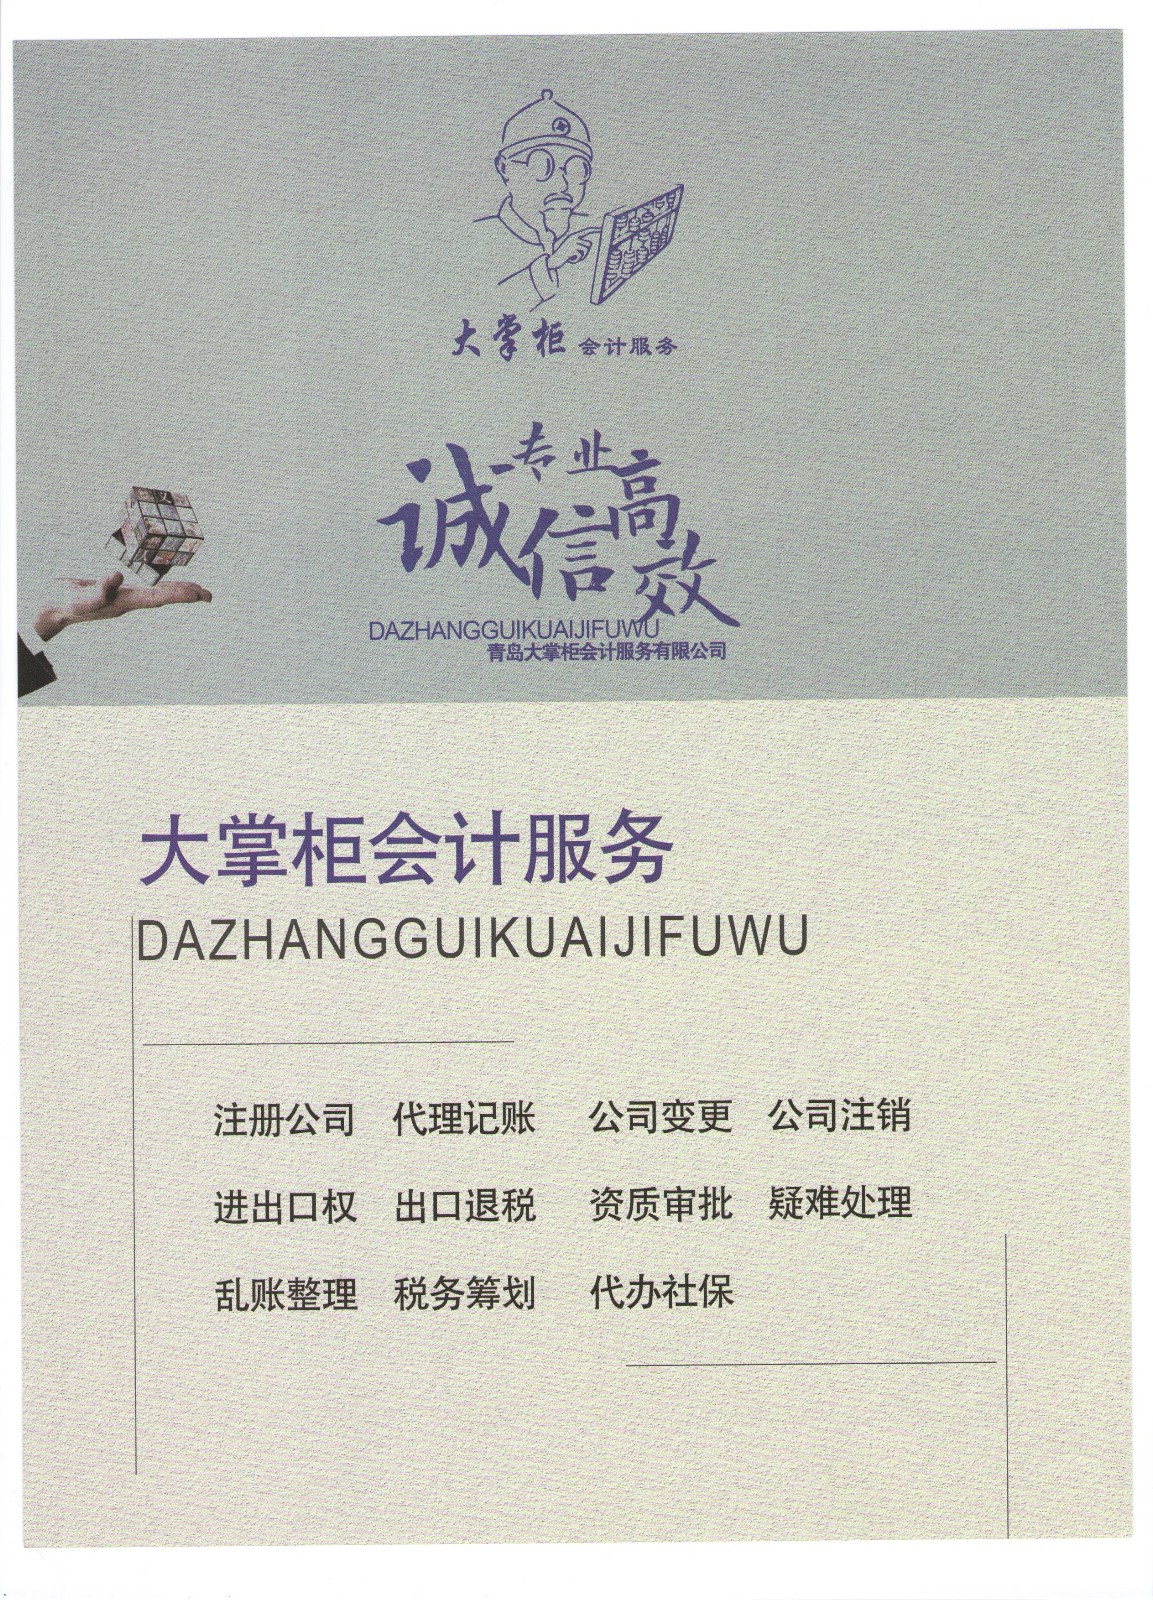 大掌柜 会计服务
专业
诚信高效
DAZHANGGUIKUAIJIFUWU
青岛大掌柜会计服务有限公司
大掌柜会计服务
DAZHANGGUIKUAIJIFUWU
注册公司 代理记账 公司变更 公司注销
进出口权 出口退税 资质审批 疑难处理
乱账整理 税务筹划 代办社保